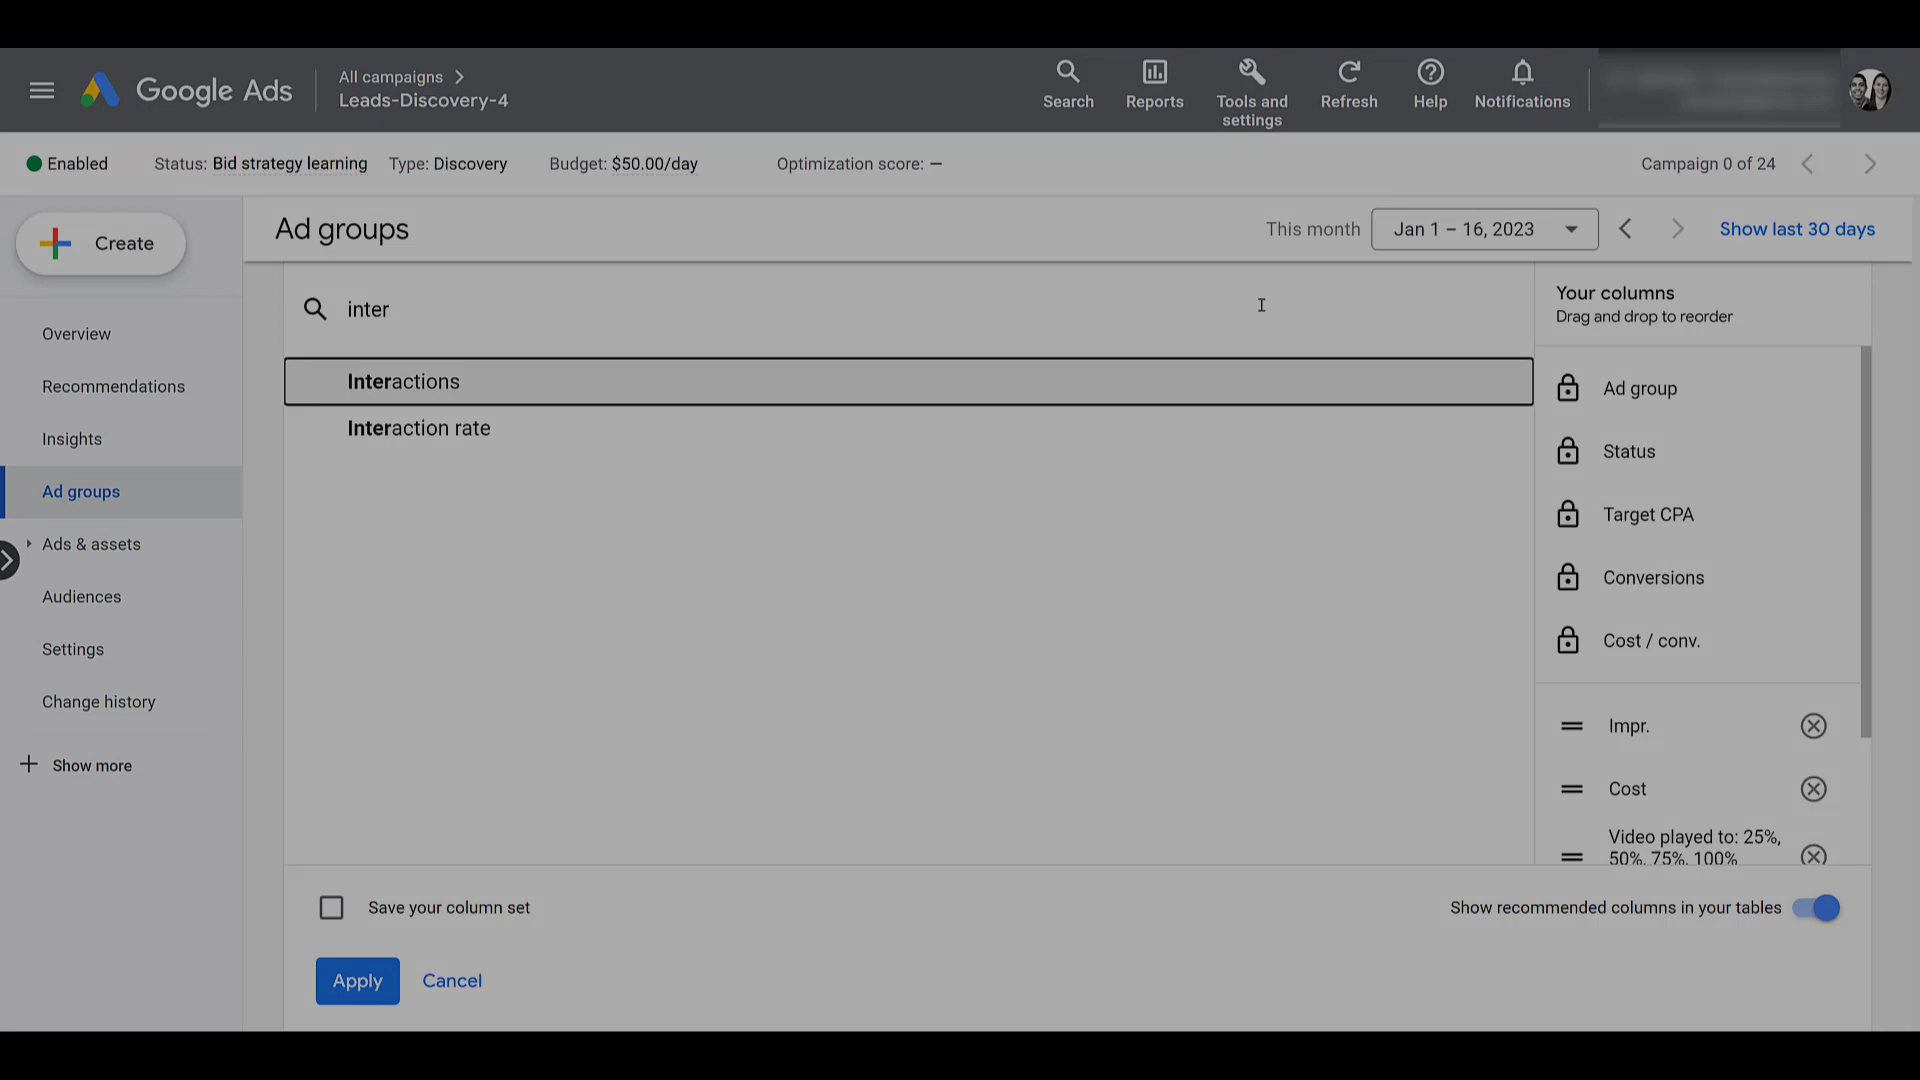 Google Ads
All campaigns
Leads-Discovery-4
Search
Reports
Tools and
settings
Refresh
Help
Notifications
Enabled
Status: Bid strategy learning
Type: Discovery
Budget: $50.00/day
Optimization score: —
Campaign 0 of 24
Create
Ad groups
This month
Jan 1 – 16, 2023
Show last 30 days
Overview
Recommendations
Insights
Ad groups
Ads & assets
Audiences
Settings
Change history
Show more
inter
Interactions
Interaction rate
Your columns
Drag and drop to reorder
Ad group
Status
Target CPA
Conversions
Cost / conv.
Impr.
Cost
Video played to: 25%,
50%, 75%, 100%
Save your column set
Show recommended columns in your tables
Apply
Cancel